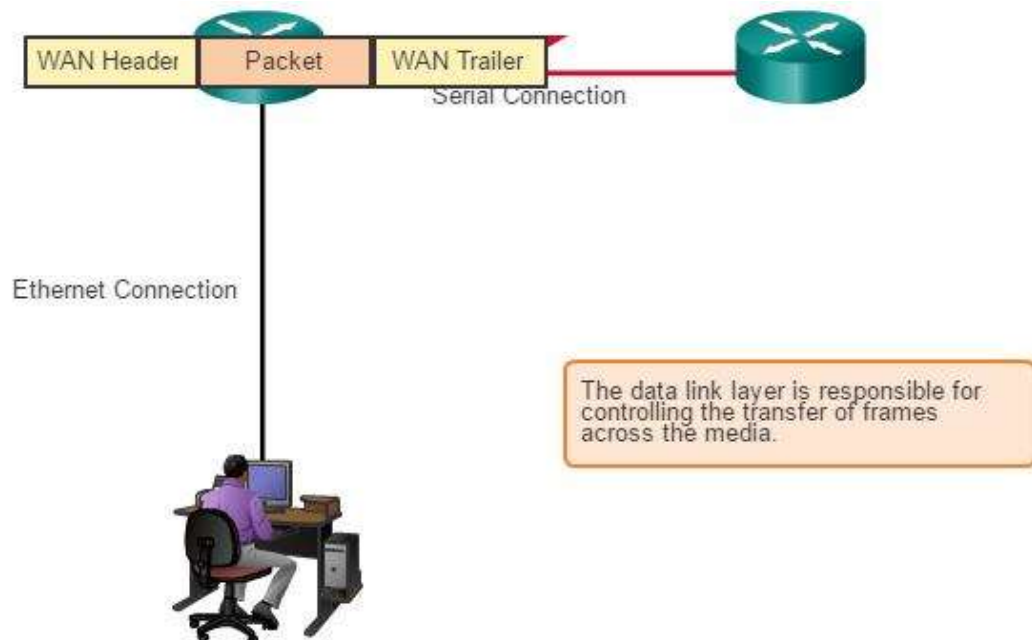 WAN Header Packet WAN Trailer
Serial Connection
Ethernet Connection
The data link layer is responsible for
controlling the transfer of frames
across the media.